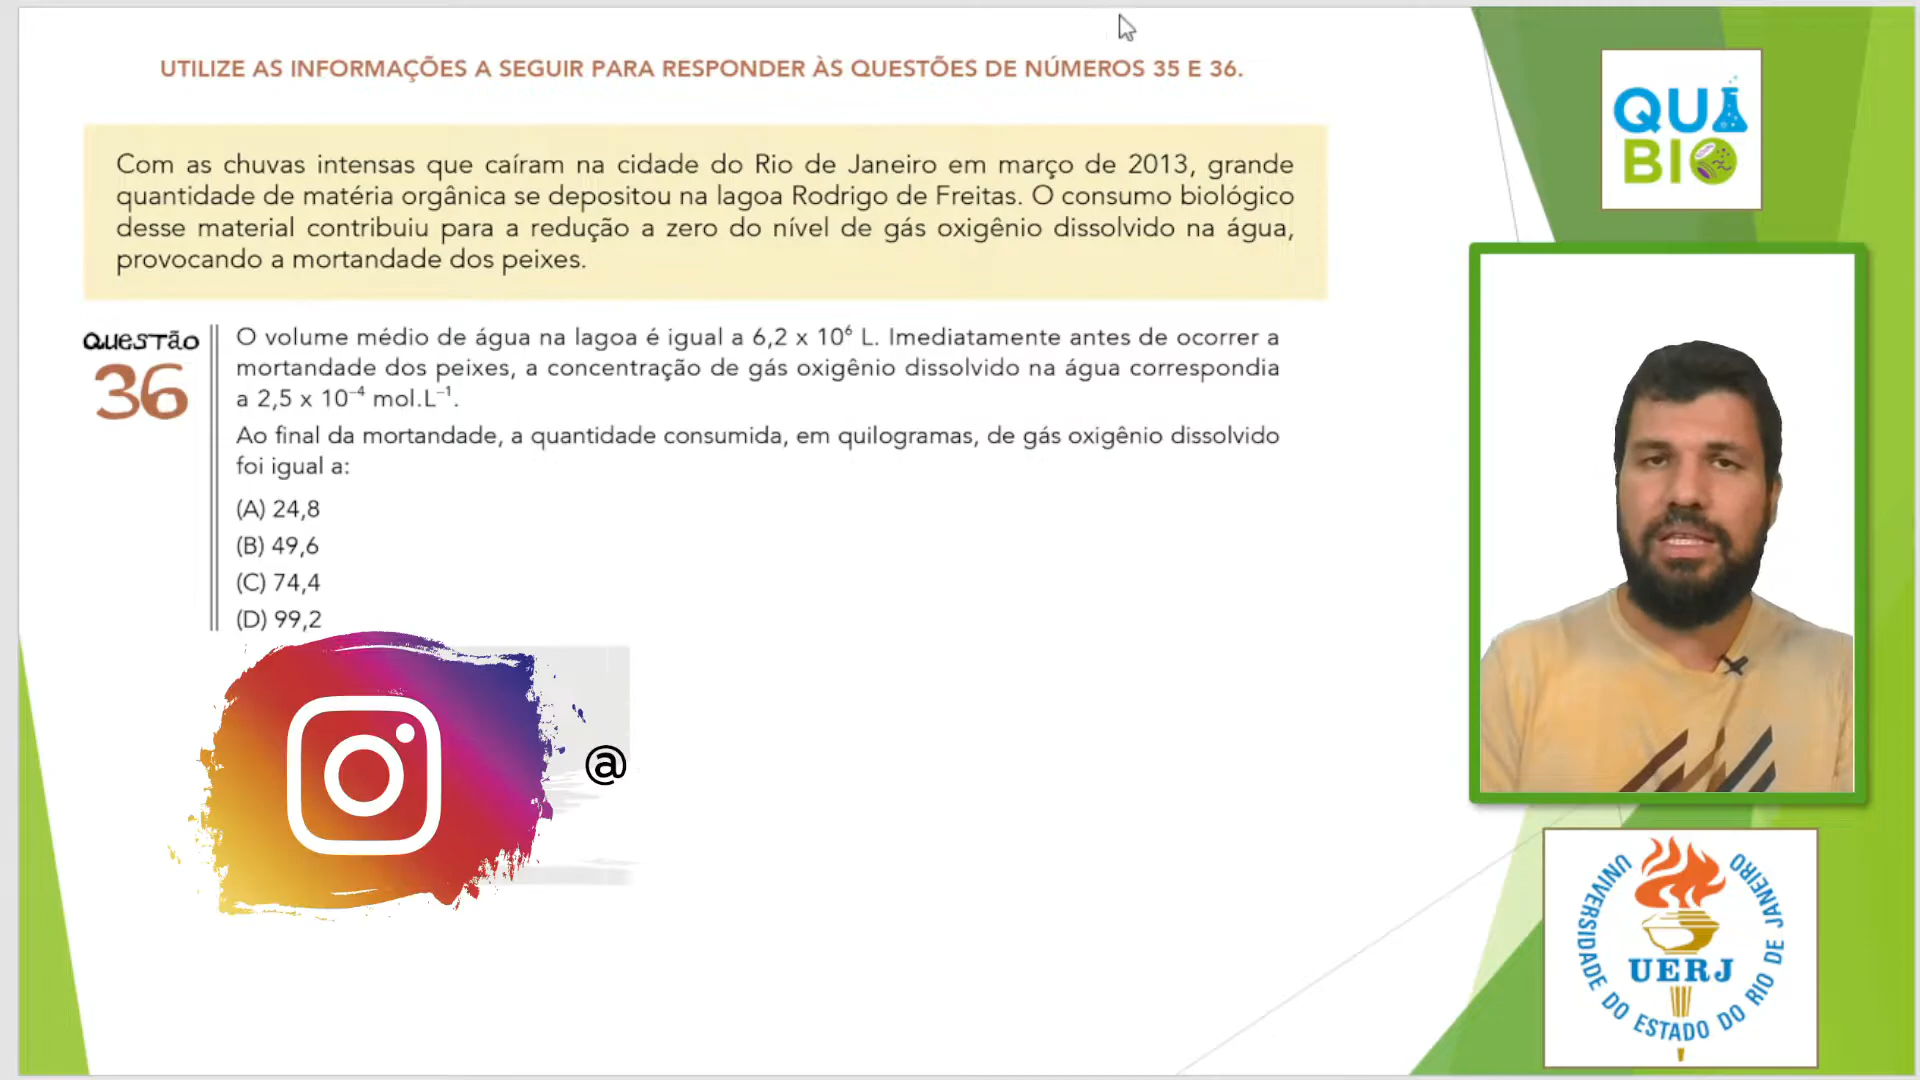 UTILIZE AS INFORMAÇÕES A SEGUIR PARA RESPONDER ÀS QUESTÕES DE NÚMEROS 35 E 36.
Com as chuvas intensas que caíram na cidade do Rio de Janeiro em março de 2013, grande
quantidade de matéria orgânica se depositou na lagoa Rodrigo de Freitas. O consumo biológico
desse material contribuiu para a redução a zero do nível de gás oxigênio dissolvido na água,
provocando a mortandade dos peixes.
QUESTÃO
36
O volume médio de água na lagoa é igual a 6,2 x 10⁶ L. Imediatamente antes de ocorrer a
mortandade dos peixes, a concentração de gás oxigênio dissolvido na água correspondia
a 2,5 x 10⁻⁴ mol.L⁻¹.
Ao final da mortandade, a quantidade consumida, em quilogramas, de gás oxigênio dissolvido
foi igual a:
(A) 24,8
(B) 49,6
(C) 74,4
(D) 99,2
@
QUI
BIO
UNIVERSIDADE DO ESTADO DO RIO DE JANEIRO
UERJ